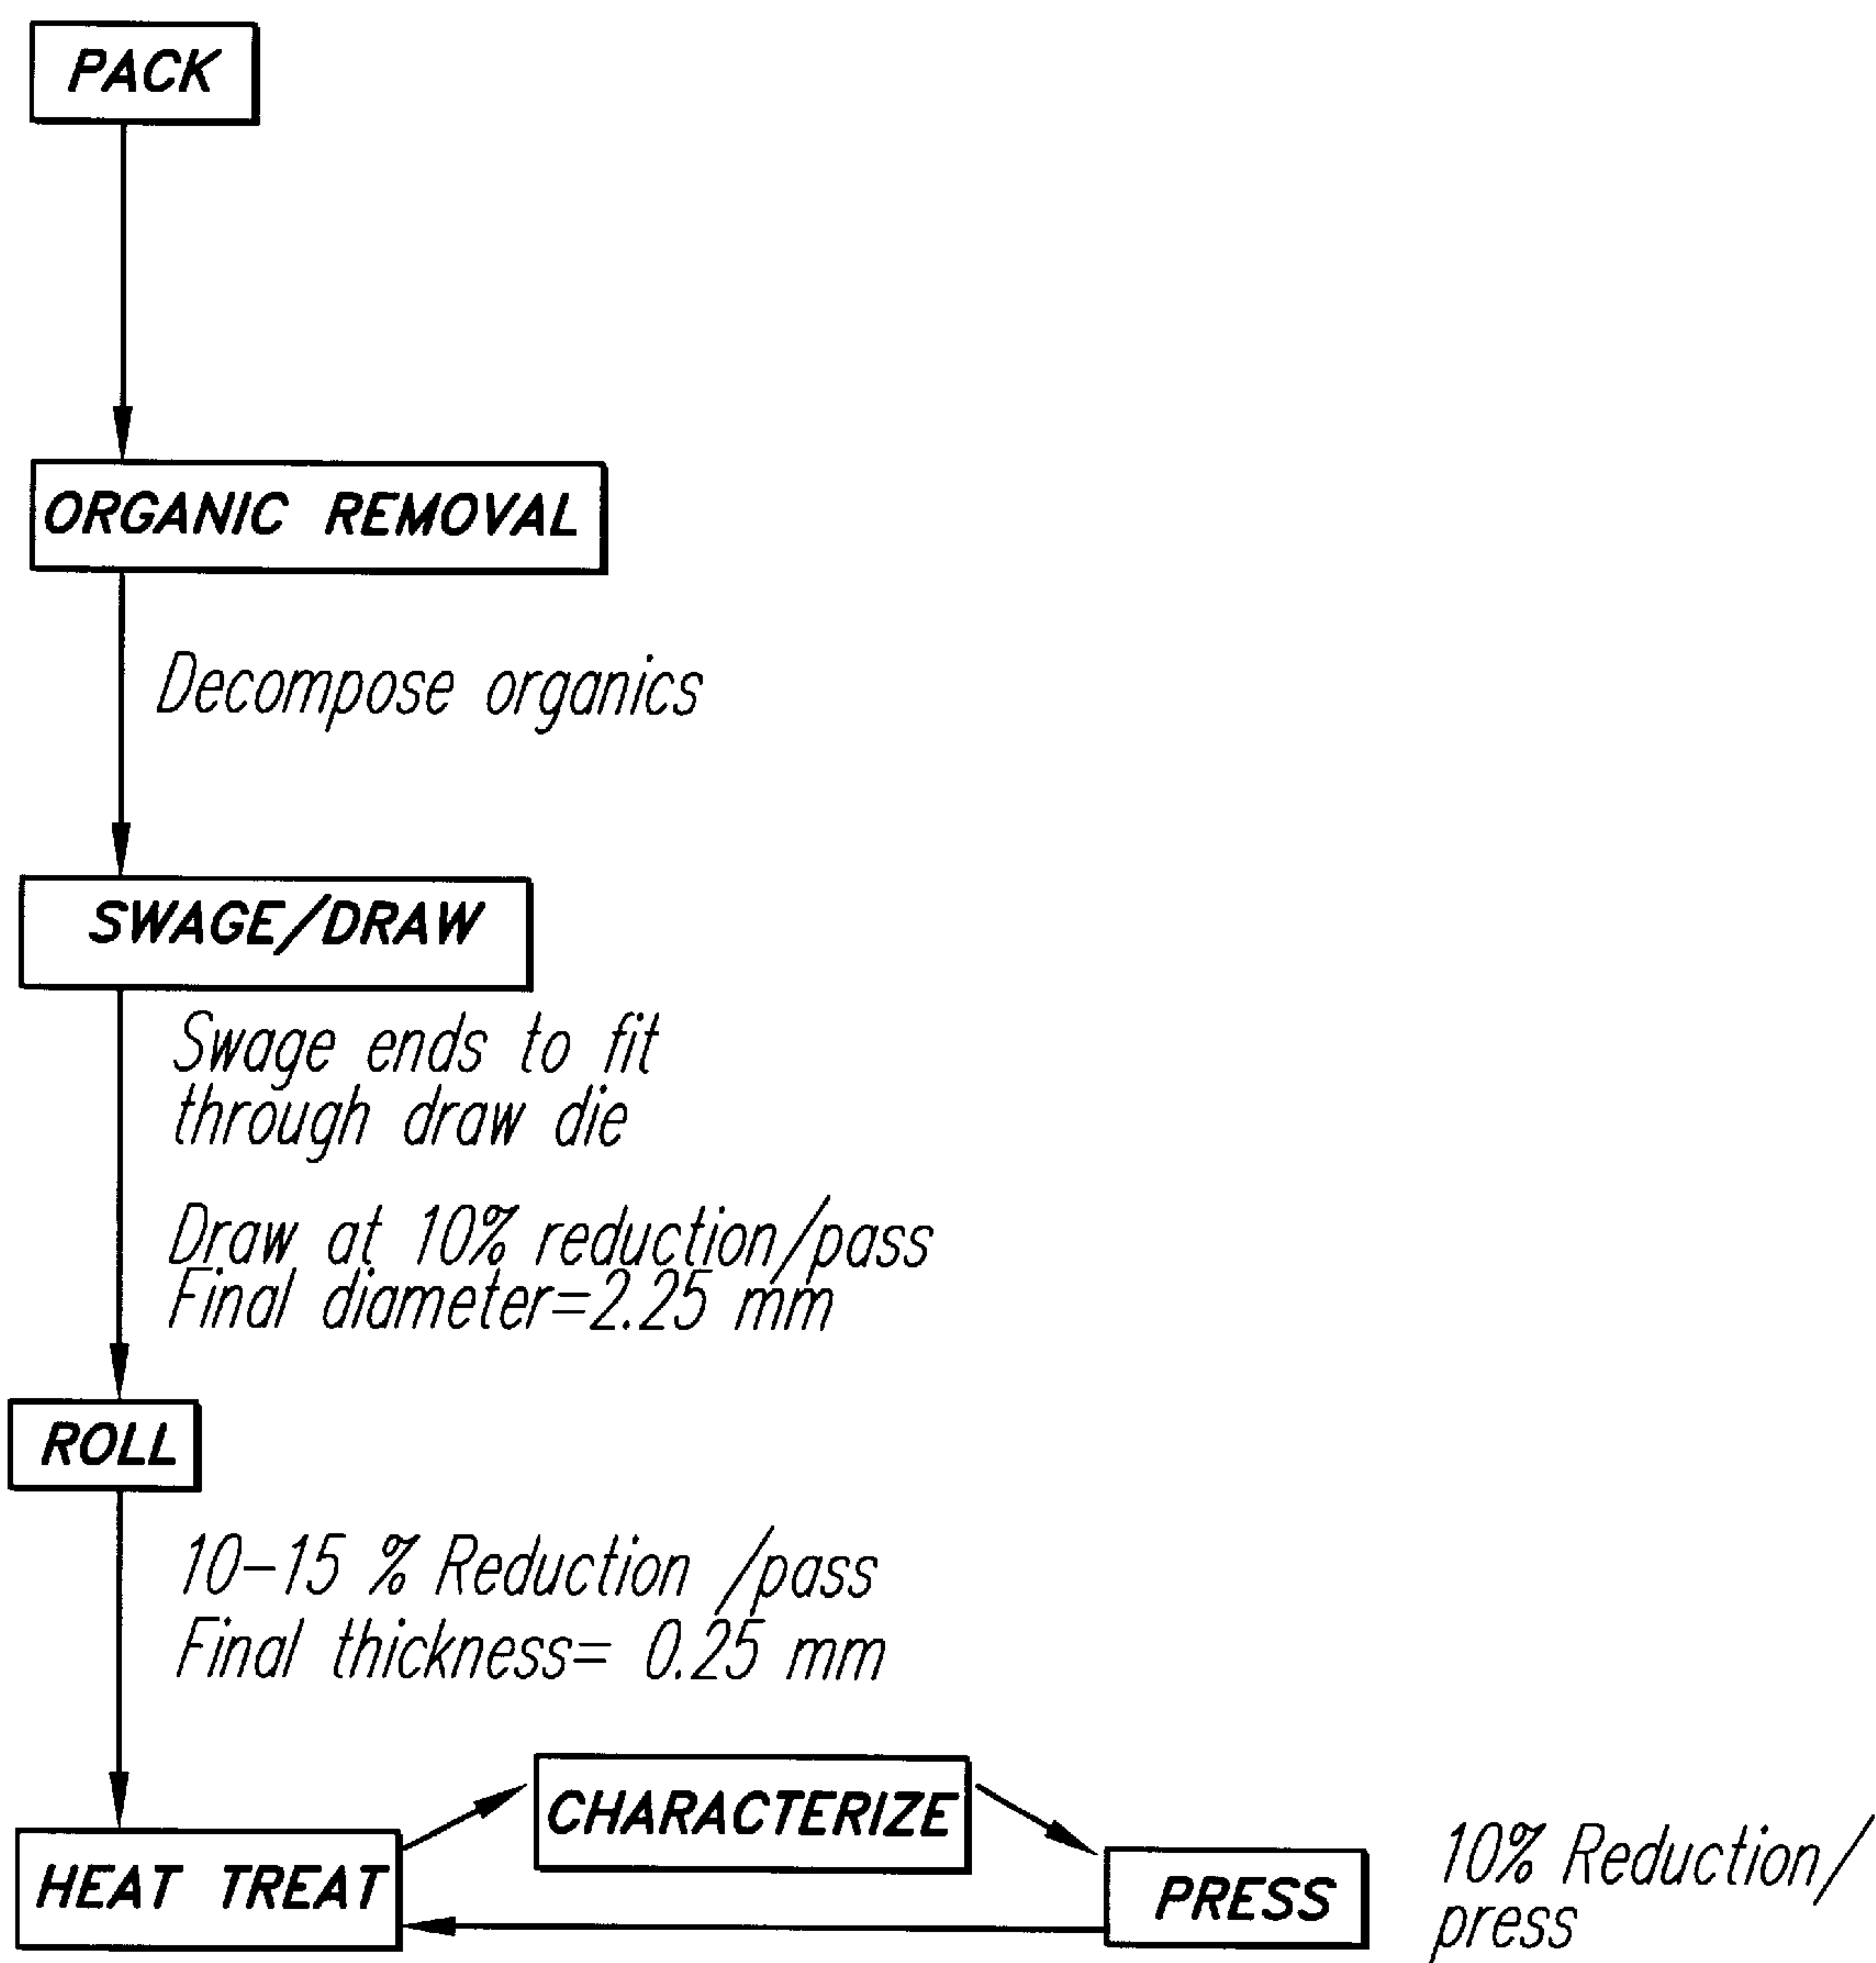 PACK
ORGANIC REMOVAL
Decompose organics
SWAGE/DRAW
Swage ends to fit
through draw die
Draw at 10% reduction/pass
Final diameter=2.25 mm
ROLL
10-15 % Reduction /pass
Final thickness= 0.25 mm
CHARACTERIZE
HEAT TREAT
PRESS
10% Reduction/
press